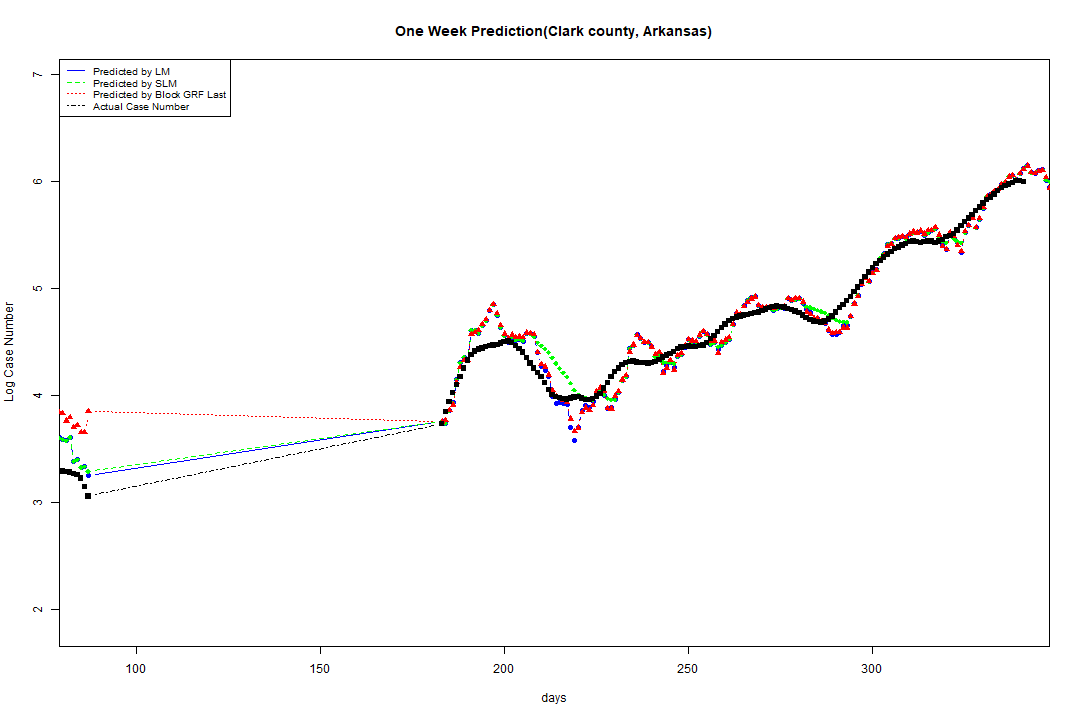 One Week Prediction(Clark county, Arkansas)
Predicted by LM
Predicted by SLM
Predicted by Block GRF Last
Actual Case Number
7
6
5
4
3
2
Log Case Number
100 150 200 250 300
days